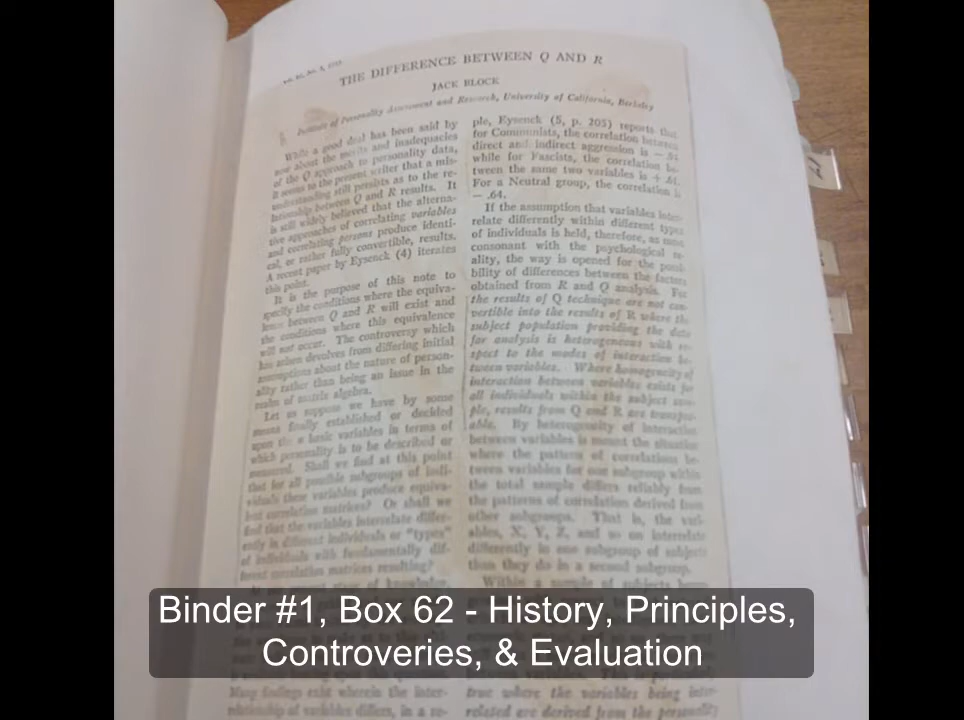 THE DIFFERENCE BETWEEN Q AND R
JACK BLOCK
Institute of Personality Assessment and Research, University of California, Berkeley
While a good deal has been said by
now about the merits and inadequacies
of the Q approach to personality data,
it seems to the present writer that a mis-
understanding still persists as to the re-
lationship between Q and R results. It
is still widely believed that the alterna-
tive approaches of correlating variables
and correlating persons produce identi-
cal, or rather fully convertible, results.
A recent paper by Eysenck (4) iterates
this point.
It is the purpose of this note to
specify the conditions where the equiva-
lence between Q and R will exist and
the conditions where this equivalence
will not occur. The controversy which
has arisen devolves from differing initial
assumptions about the nature of person-
ality rather than being an issue in the
realm of matrix algebra.
Let us suppose we have by some
means finally established or decided
upon the basic variables in terms of
which personality is to be described or
measured. Shall we find at this point
that for all possible subgroups of indi-
viduals these variables produce equiva-
lent correlation matrices? Or shall we
find that the variables interrelate differ-
ently in different individuals or "types"
of individuals with fundamentally dif-
ferent correlation matrices resulting?
of knowledge,
Many findings exist wherein the inter-
relationship of variables differs, in a
ple, Eysenck (5, p. 205) reports that
for Communists, the correlation between
direct and indirect aggression is
while for Fascists, the correlation be-
tween the same two variables is +
For a Neutral group, the correlation is
– .64.
If the assumption that variables inter-
relate differently within different types
of individuals is held, therefore, as most
consonant with the psychological re-
ality, the way is opened for the possi-
bility of differences between the factors
obtained from R and Q analysis. For
the results of Q technique are not con-
vertible into the results of R where the
subject population providing the data
for analysis is heterogeneous with re-
spect to the modes of interaction be-
tween variables. Where homogeneity of
interaction between variables exists for
all individuals within the subject sam-
ple, results from Q and R are transpos-
able. By heterogeneity of interaction
between variables is meant the situation
where the pattern of correlations be-
tween variables for one subgroup within
the total sample differs reliably from
the patterns of correlation derived from
other subgroups. That is, the vari-
ables, X, Y, Z, and so on interrelate
differently in one subgroup of subjects
than they do in a second subgroup.
Within a sample of subjects
true where the variables being inter-
related are derived from the personality
Binder #1, Box 62 - History, Principles,
Controveries, & Evaluation